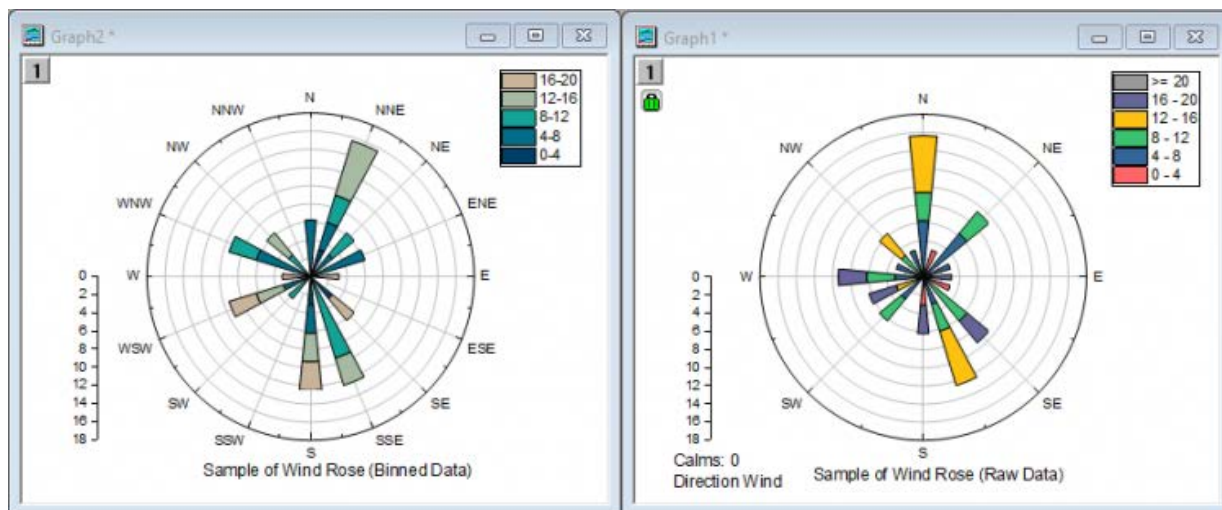 Graph2 *
1
16-20
12-16
8-12
4-8
0-4
N
NNE
NE
ENE
E
ESE
SE
SSE
S
SSW
SW
WSW
W
WNW
NW
NNW
0
2
4
6
8
10
12
14
16
18
Sample of Wind Rose (Binned Data)
Graph1 *
1
>= 20
16 - 20
12 - 16
8 - 12
4 - 8
0 - 4
N
NE
E
SE
S
SW
W
NW
0
2
4
6
8
10
12
14
16
18
Calms: 0
Direction Wind
Sample of Wind Rose (Raw Data)